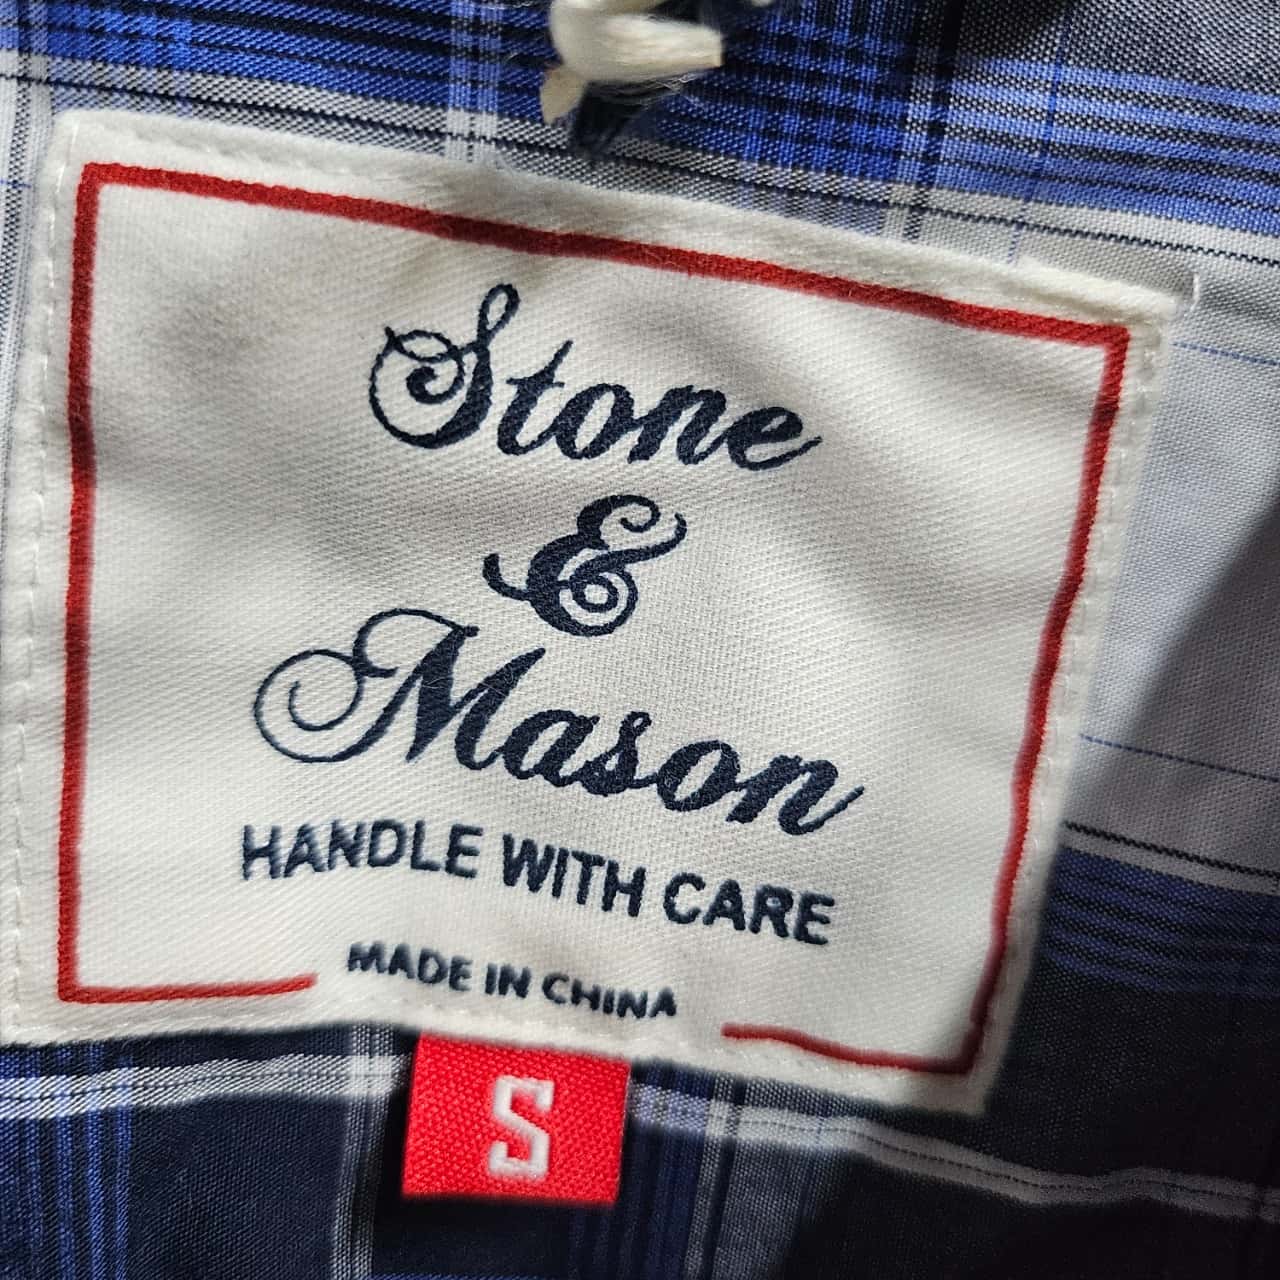 Stone
&
Mason
HANDLE WITH CARE
MADE IN CHINA
S